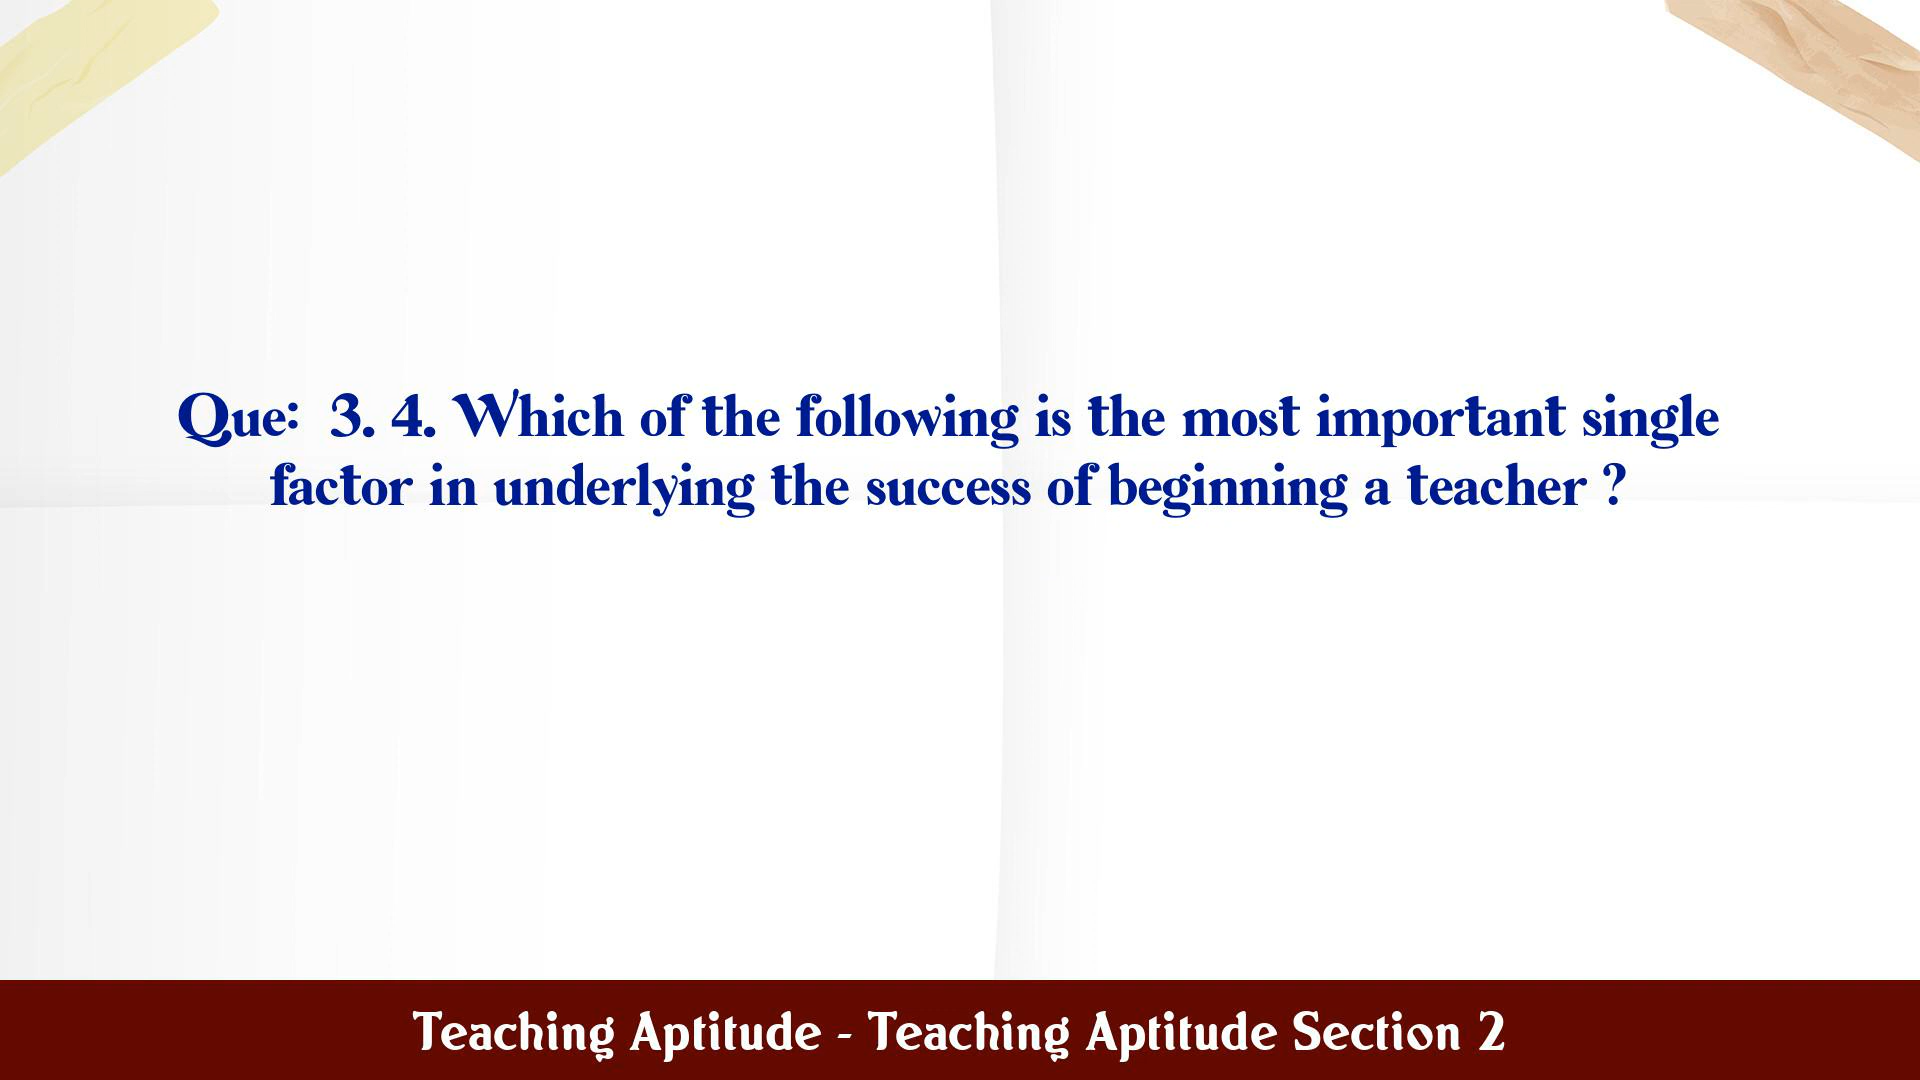 Que:  3. 4. Which of the following is the most important single
factor in underlying the success of beginning a teacher ?
Teaching Aptitude - Teaching Aptitude Section 2